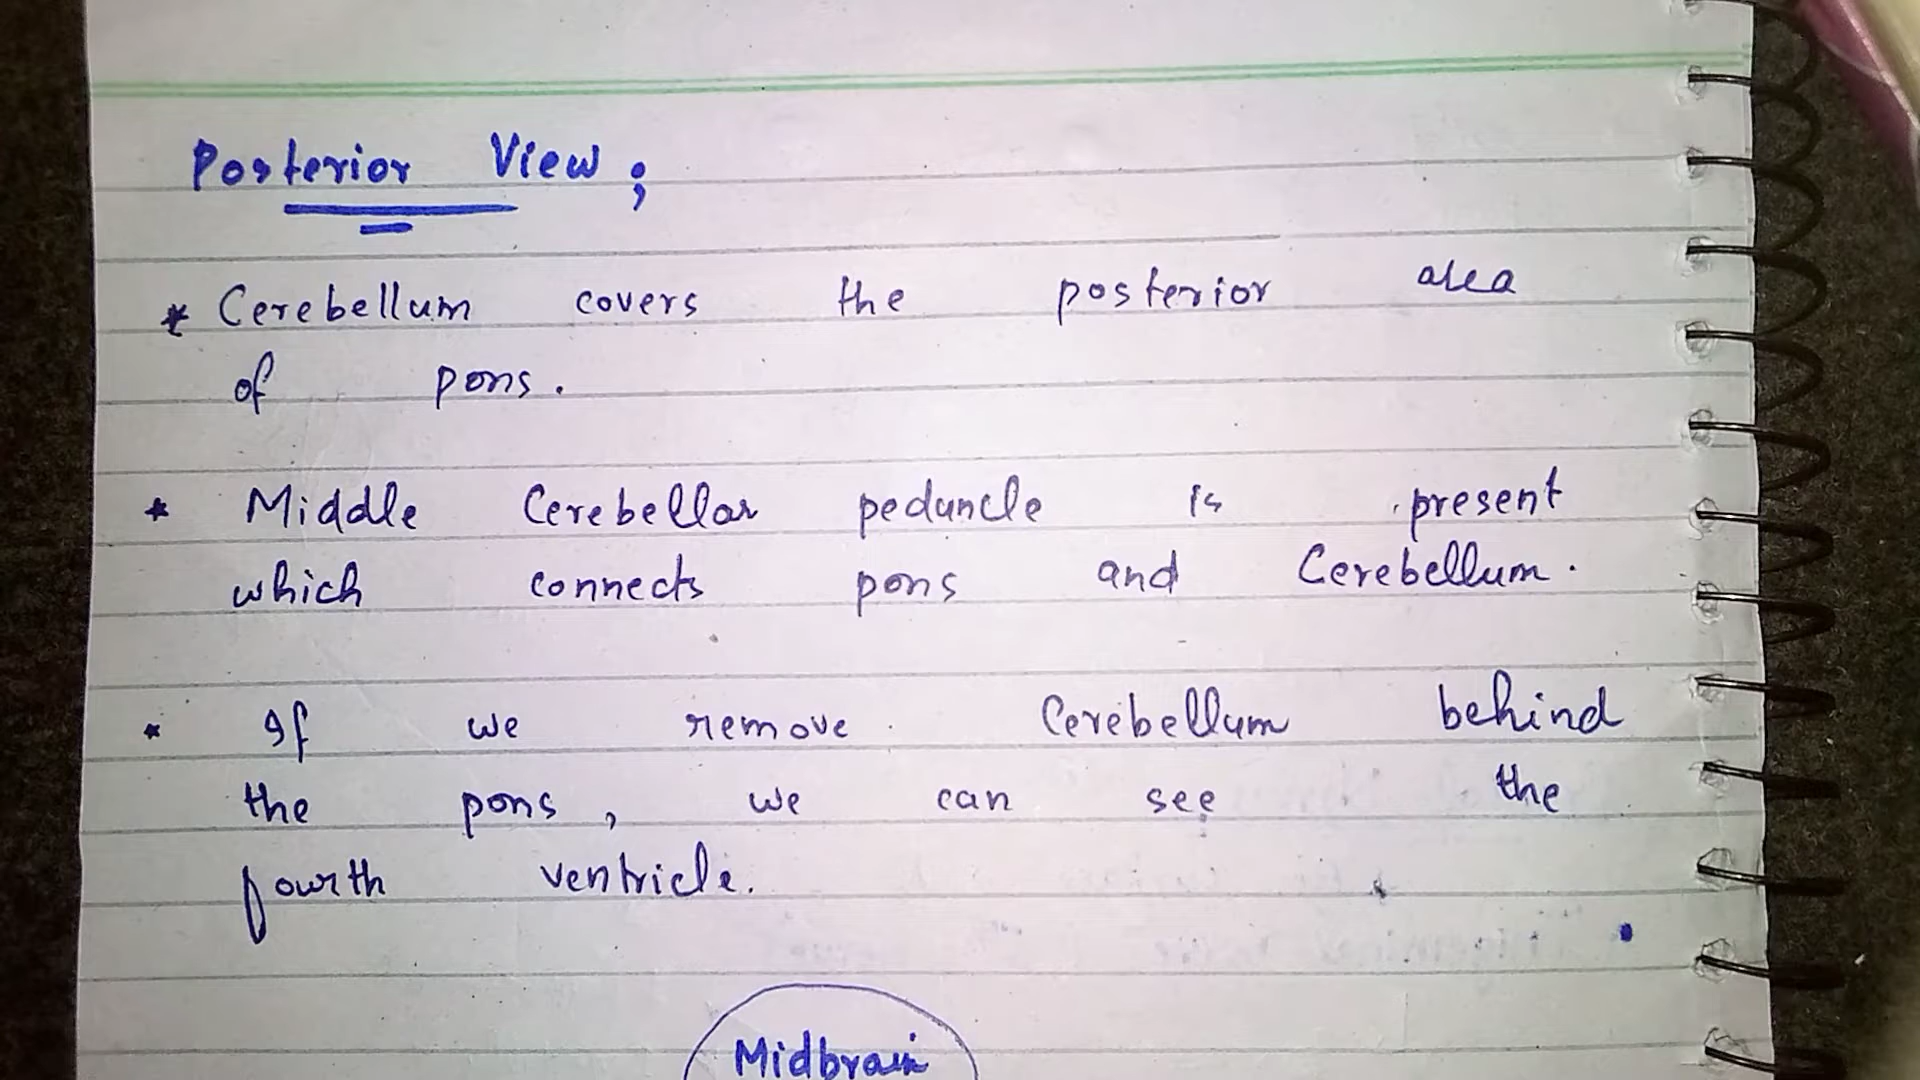 Posterior View ;
* Cerebellum covers the posterior area
of pons.
* Middle Cerebellar peduncle is present
which connects pons and Cerebellum.
* If we remove Cerebellum behind
the pons, we can see the
fourth ventricle.
Midbrain